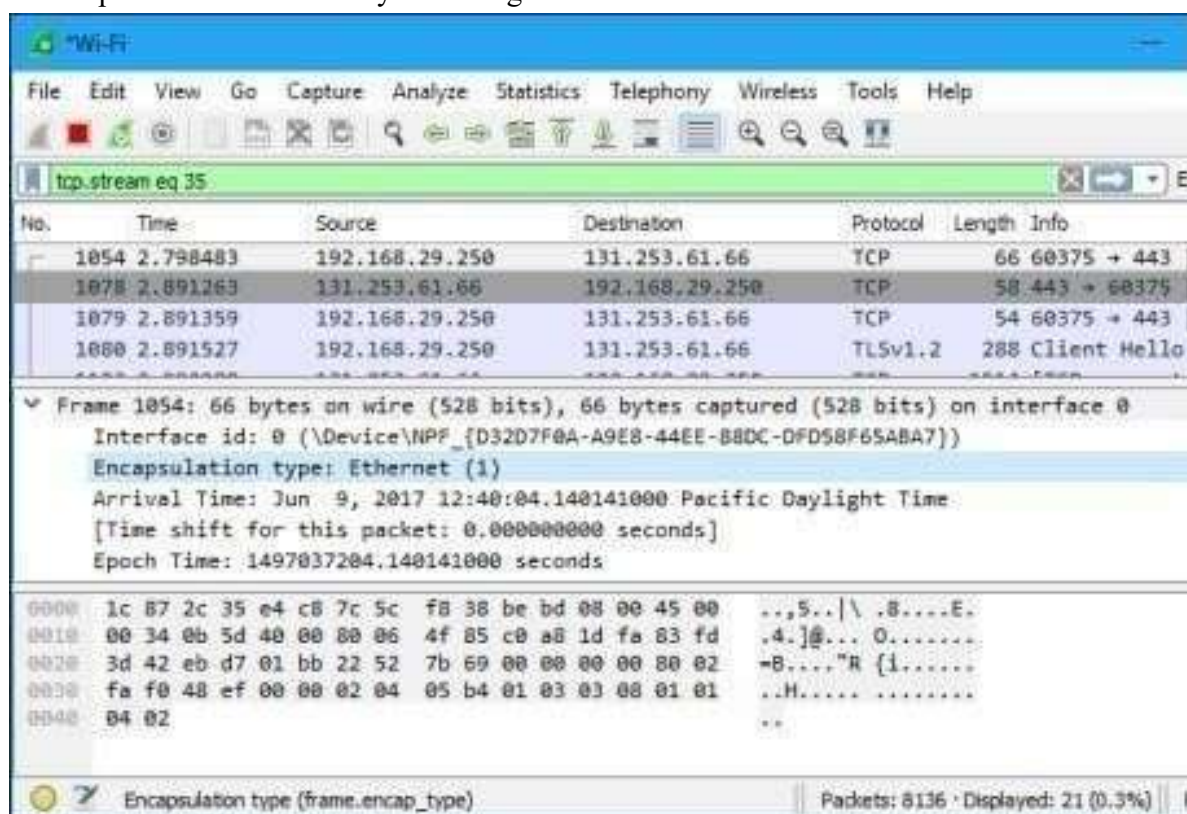 *Wi-Fi
File Edit View Go Capture Analyze Statistics Telephony Wireless Tools Help
tcp.stream eq 35
No. Time Source Destination Protocol Length Info
1054 2.798483 192.168.29.250 131.253.61.66 TCP 66 60375 → 443
1078 2.891263 131.253.61.66 192.168.29.250 TCP 58 443 → 60375
1079 2.891359 192.168.29.250 131.253.61.66 TCP 54 60375 → 443
1080 2.891527 192.168.29.250 131.253.61.66 TLSv1.2 288 Client Hello
Frame 1054: 66 bytes on wire (528 bits), 66 bytes captured (528 bits) on interface 0
Interface id: 0 (\Device\NPF_{D32D7F0A-A9E8-44EE-B8DC-DFD58F65ABA7})
Encapsulation type: Ethernet (1)
Arrival Time: Jun 9, 2017 12:40:04.140141000 Pacific Daylight Time
[Time shift for this packet: 0.000000000 seconds]
Epoch Time: 1497037204.140141000 seconds
0000 1c 87 2c 35 e4 c8 7c 5c f8 38 be bd 08 00 45 00 ..,5..|\ .8....E.
0010 00 34 0b 5d 40 00 80 06 4f 85 c0 a8 1d fa 83 fd .4.]@... O.......
0020 3d 42 eb d7 01 bb 22 52 7b 69 00 00 00 00 80 02 =B...."R {i......
0030 fa f0 48 ef 00 00 02 04 05 b4 01 03 03 08 01 01 ..H..... ........
0040 04 02 ..
Encapsulation type (frame.encap_type) Packets: 8136 · Displayed: 21 (0.3%)